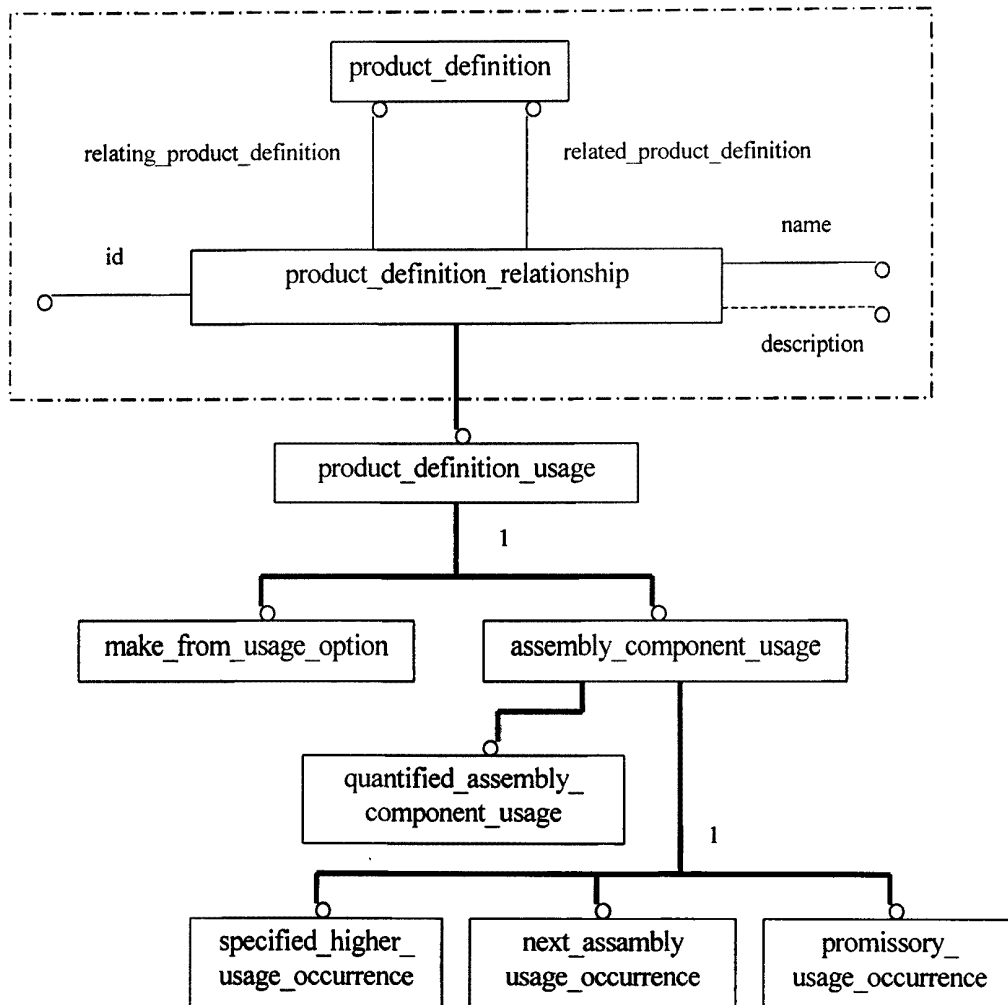 product_definition
relating_product_definition
related_product_definition
id
name
product_definition_relationship
description
product_definition_usage
1
make_from_usage_option
assembly_component_usage
quantified_assembly_
component_usage
1
specified_higher_
usage_occurrence
next_assambly
usage_occurrence
promissory_
usage_occurrence